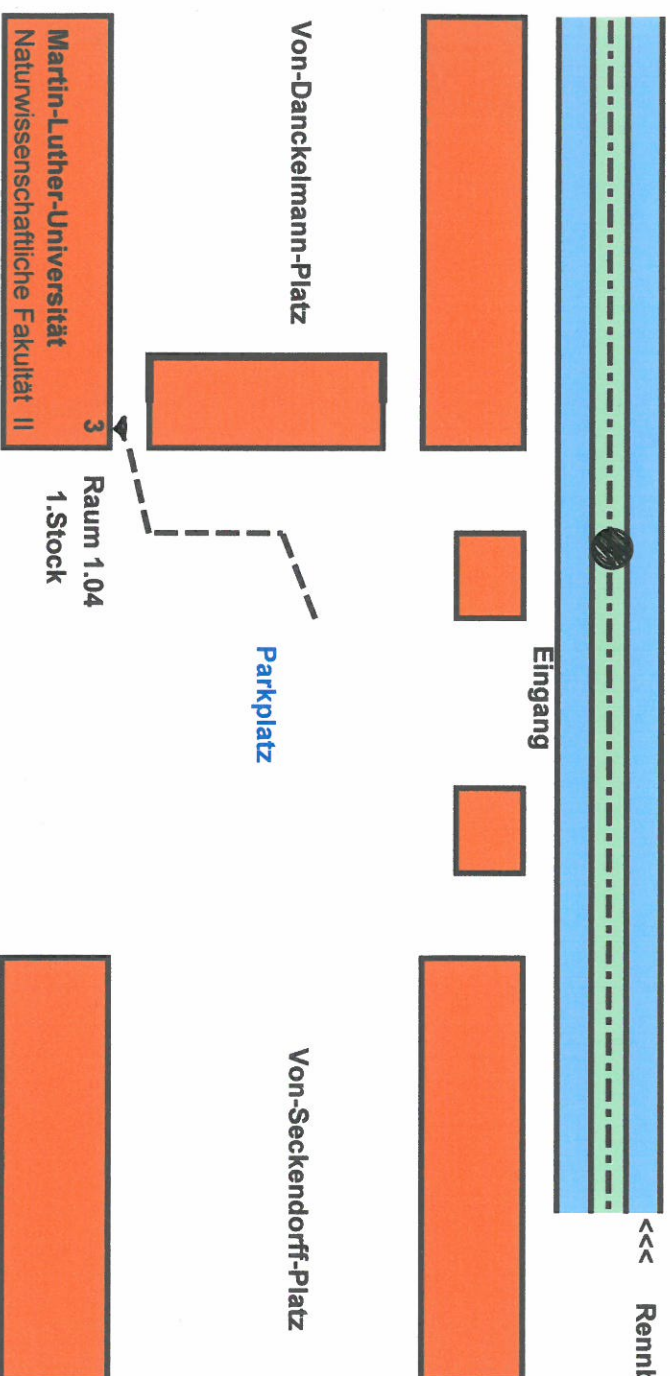 <<< Rennb
Eingang
Von-Danckelmann-Platz
Parkplatz
Von-Seckendorff-Platz
3
Raum 1.04
1.Stock
Martin-Luther-Universität
Naturwissenschaftliche Fakultät II